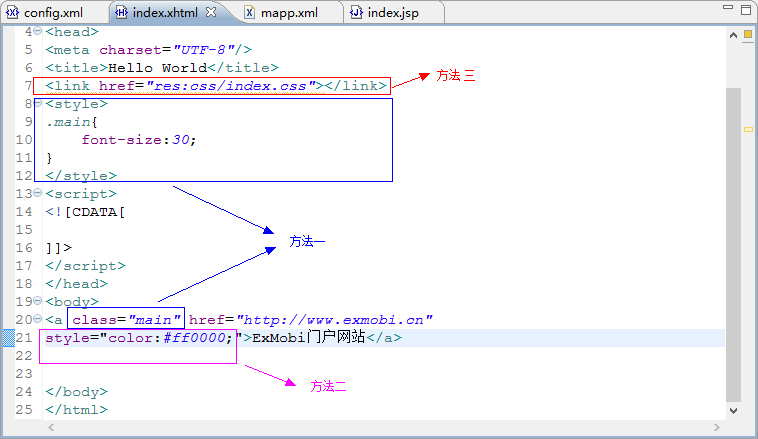 config.xml index.xhtml mapp.xml index.jsp
4 <head>
5 <meta charset="UTF-8"/>
6 <title>Hello World</title>
7 <link href="res:css/index.css"></link> 方法 三
8 <style>
9 .main{
10 font-size:30;
11 }
12 </style>
13 <script>
14 <![CDATA[
15 方法一
16 ]]>
17 </script>
18 </head>
19 <body>
20 <a class="main" href="http://www.exmobi.cn"
21 style="color:#ff0000;">ExMobi门户网站</a>
22
23 方法二
24 </body>
25 </html>